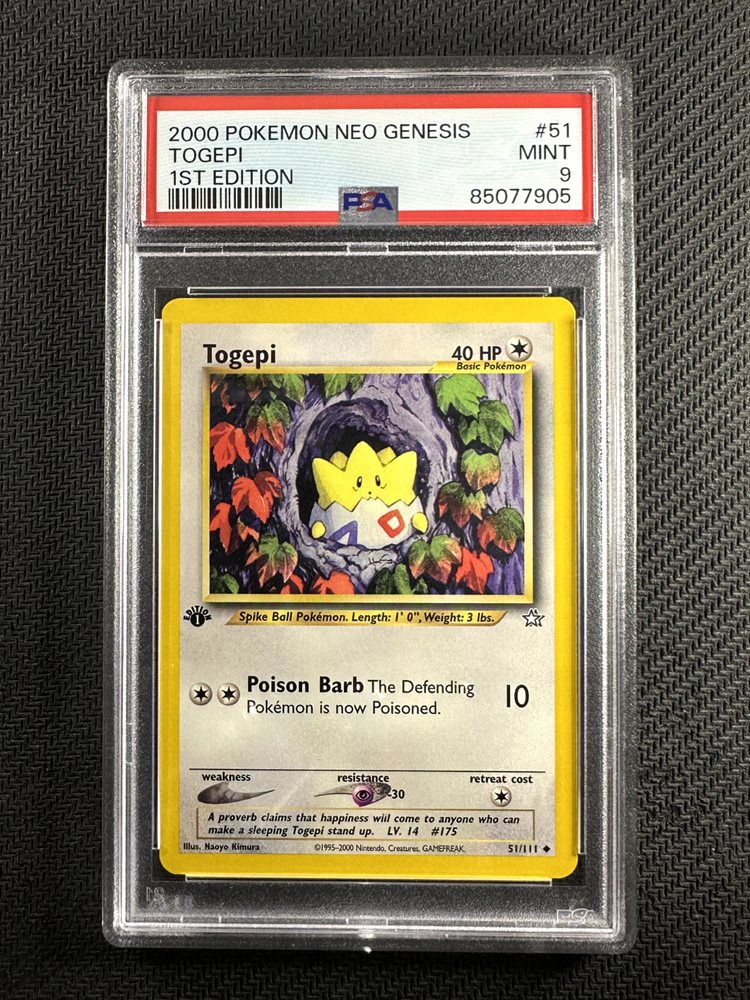 2000 POKEMON NEO GENESIS #51
TOGEPI MINT
1ST EDITION 9
PSA 85077905
Togepi 40 HP
Basic Pokémon
EDITION
1
Spike Ball Pokémon. Length: 1' 0", Weight: 3 lbs.
Poison Barb The Defending 10
Pokémon is now Poisoned.
weakness resistance retreat cost
-30
A proverb claims that happiness will come to anyone who can
make a sleeping Togepi stand up. LV. 14 #175
Illus. Naoyo Kimura ©1995-2000 Nintendo, Creatures, GAMEFREAK. 51/111
PSA